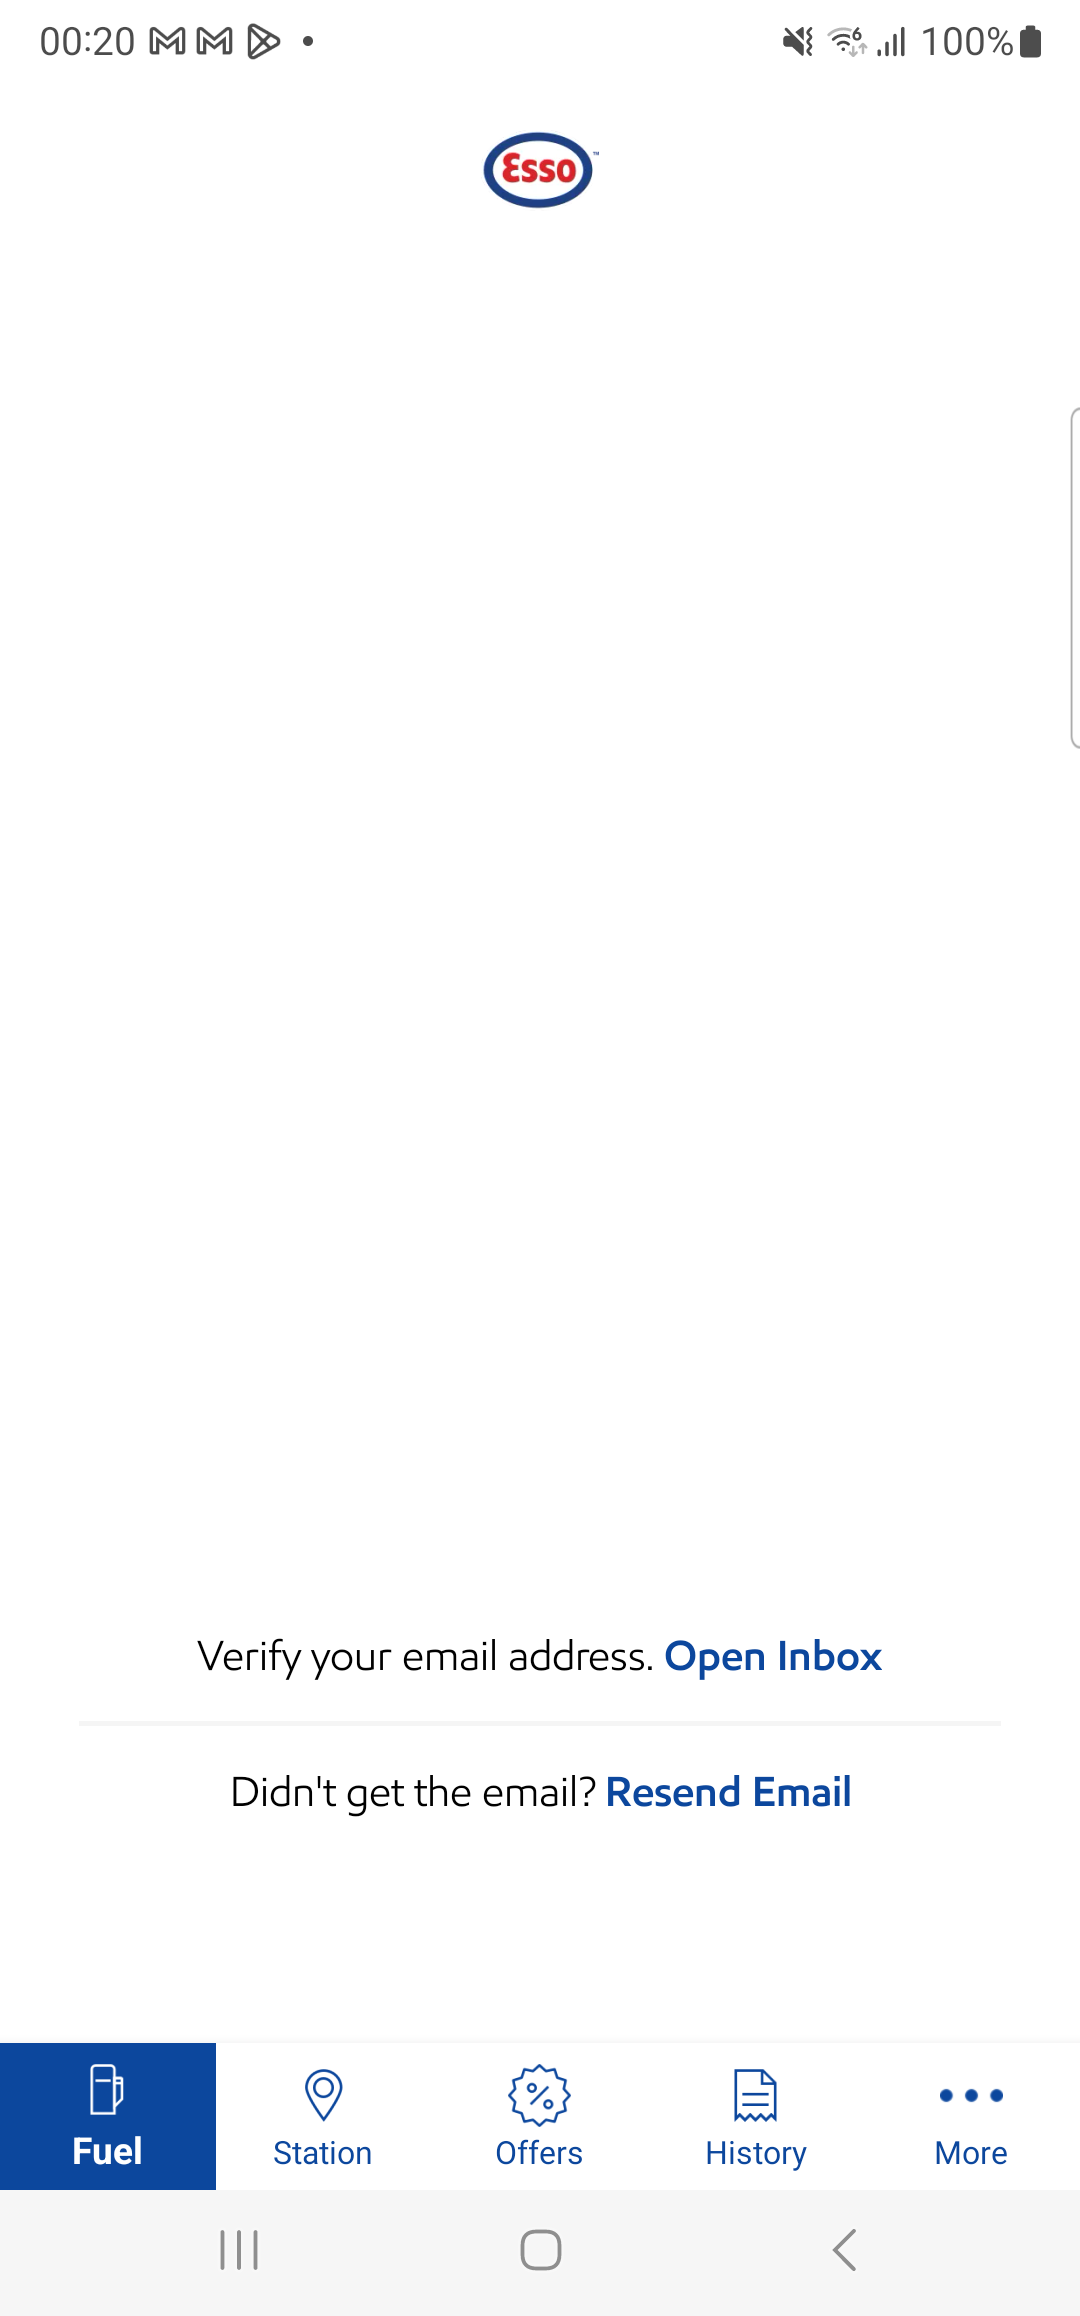 00:20
6
100%
Esso
Verify your email address. Open Inbox
Didn't get the email? Resend Email
Fuel
Station
Offers
History
More